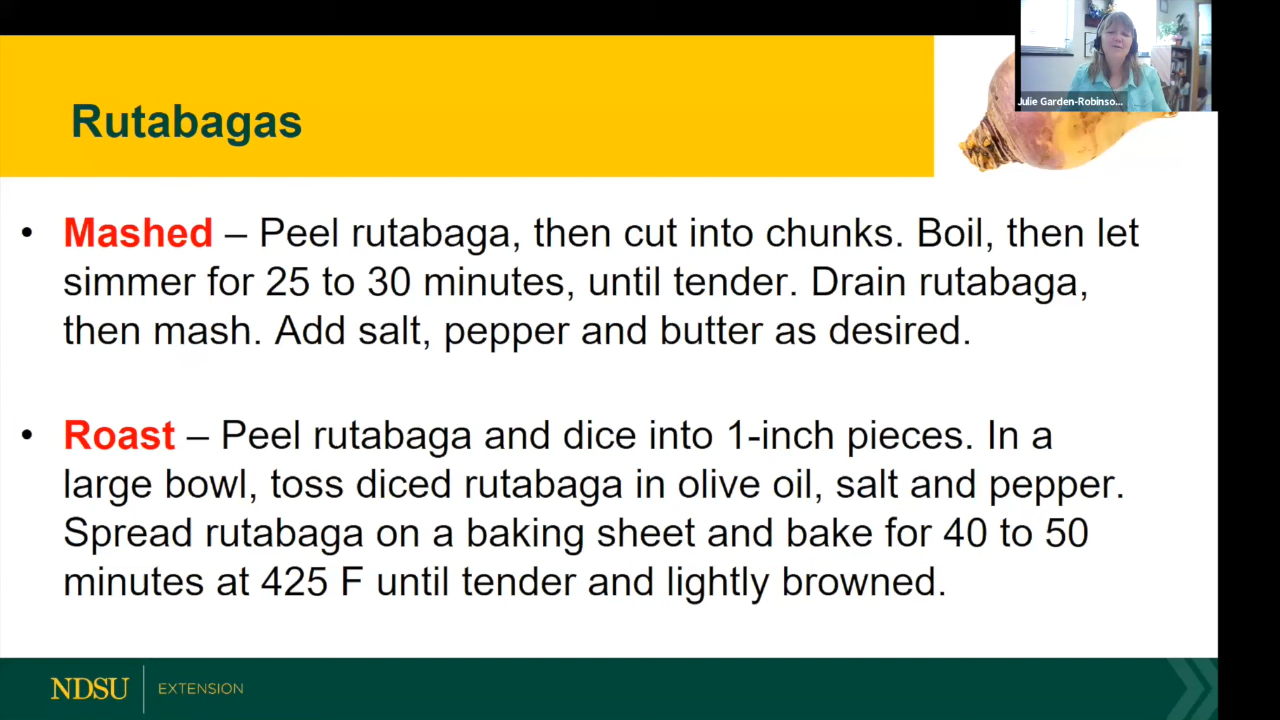 Julie Garden-Robinso...
Rutabagas
• Mashed – Peel rutabaga, then cut into chunks. Boil, then let
simmer for 25 to 30 minutes, until tender. Drain rutabaga,
then mash. Add salt, pepper and butter as desired.
• Roast – Peel rutabaga and dice into 1-inch pieces. In a
large bowl, toss diced rutabaga in olive oil, salt and pepper.
Spread rutabaga on a baking sheet and bake for 40 to 50
minutes at 425 F until tender and lightly browned.
NDSU EXTENSION